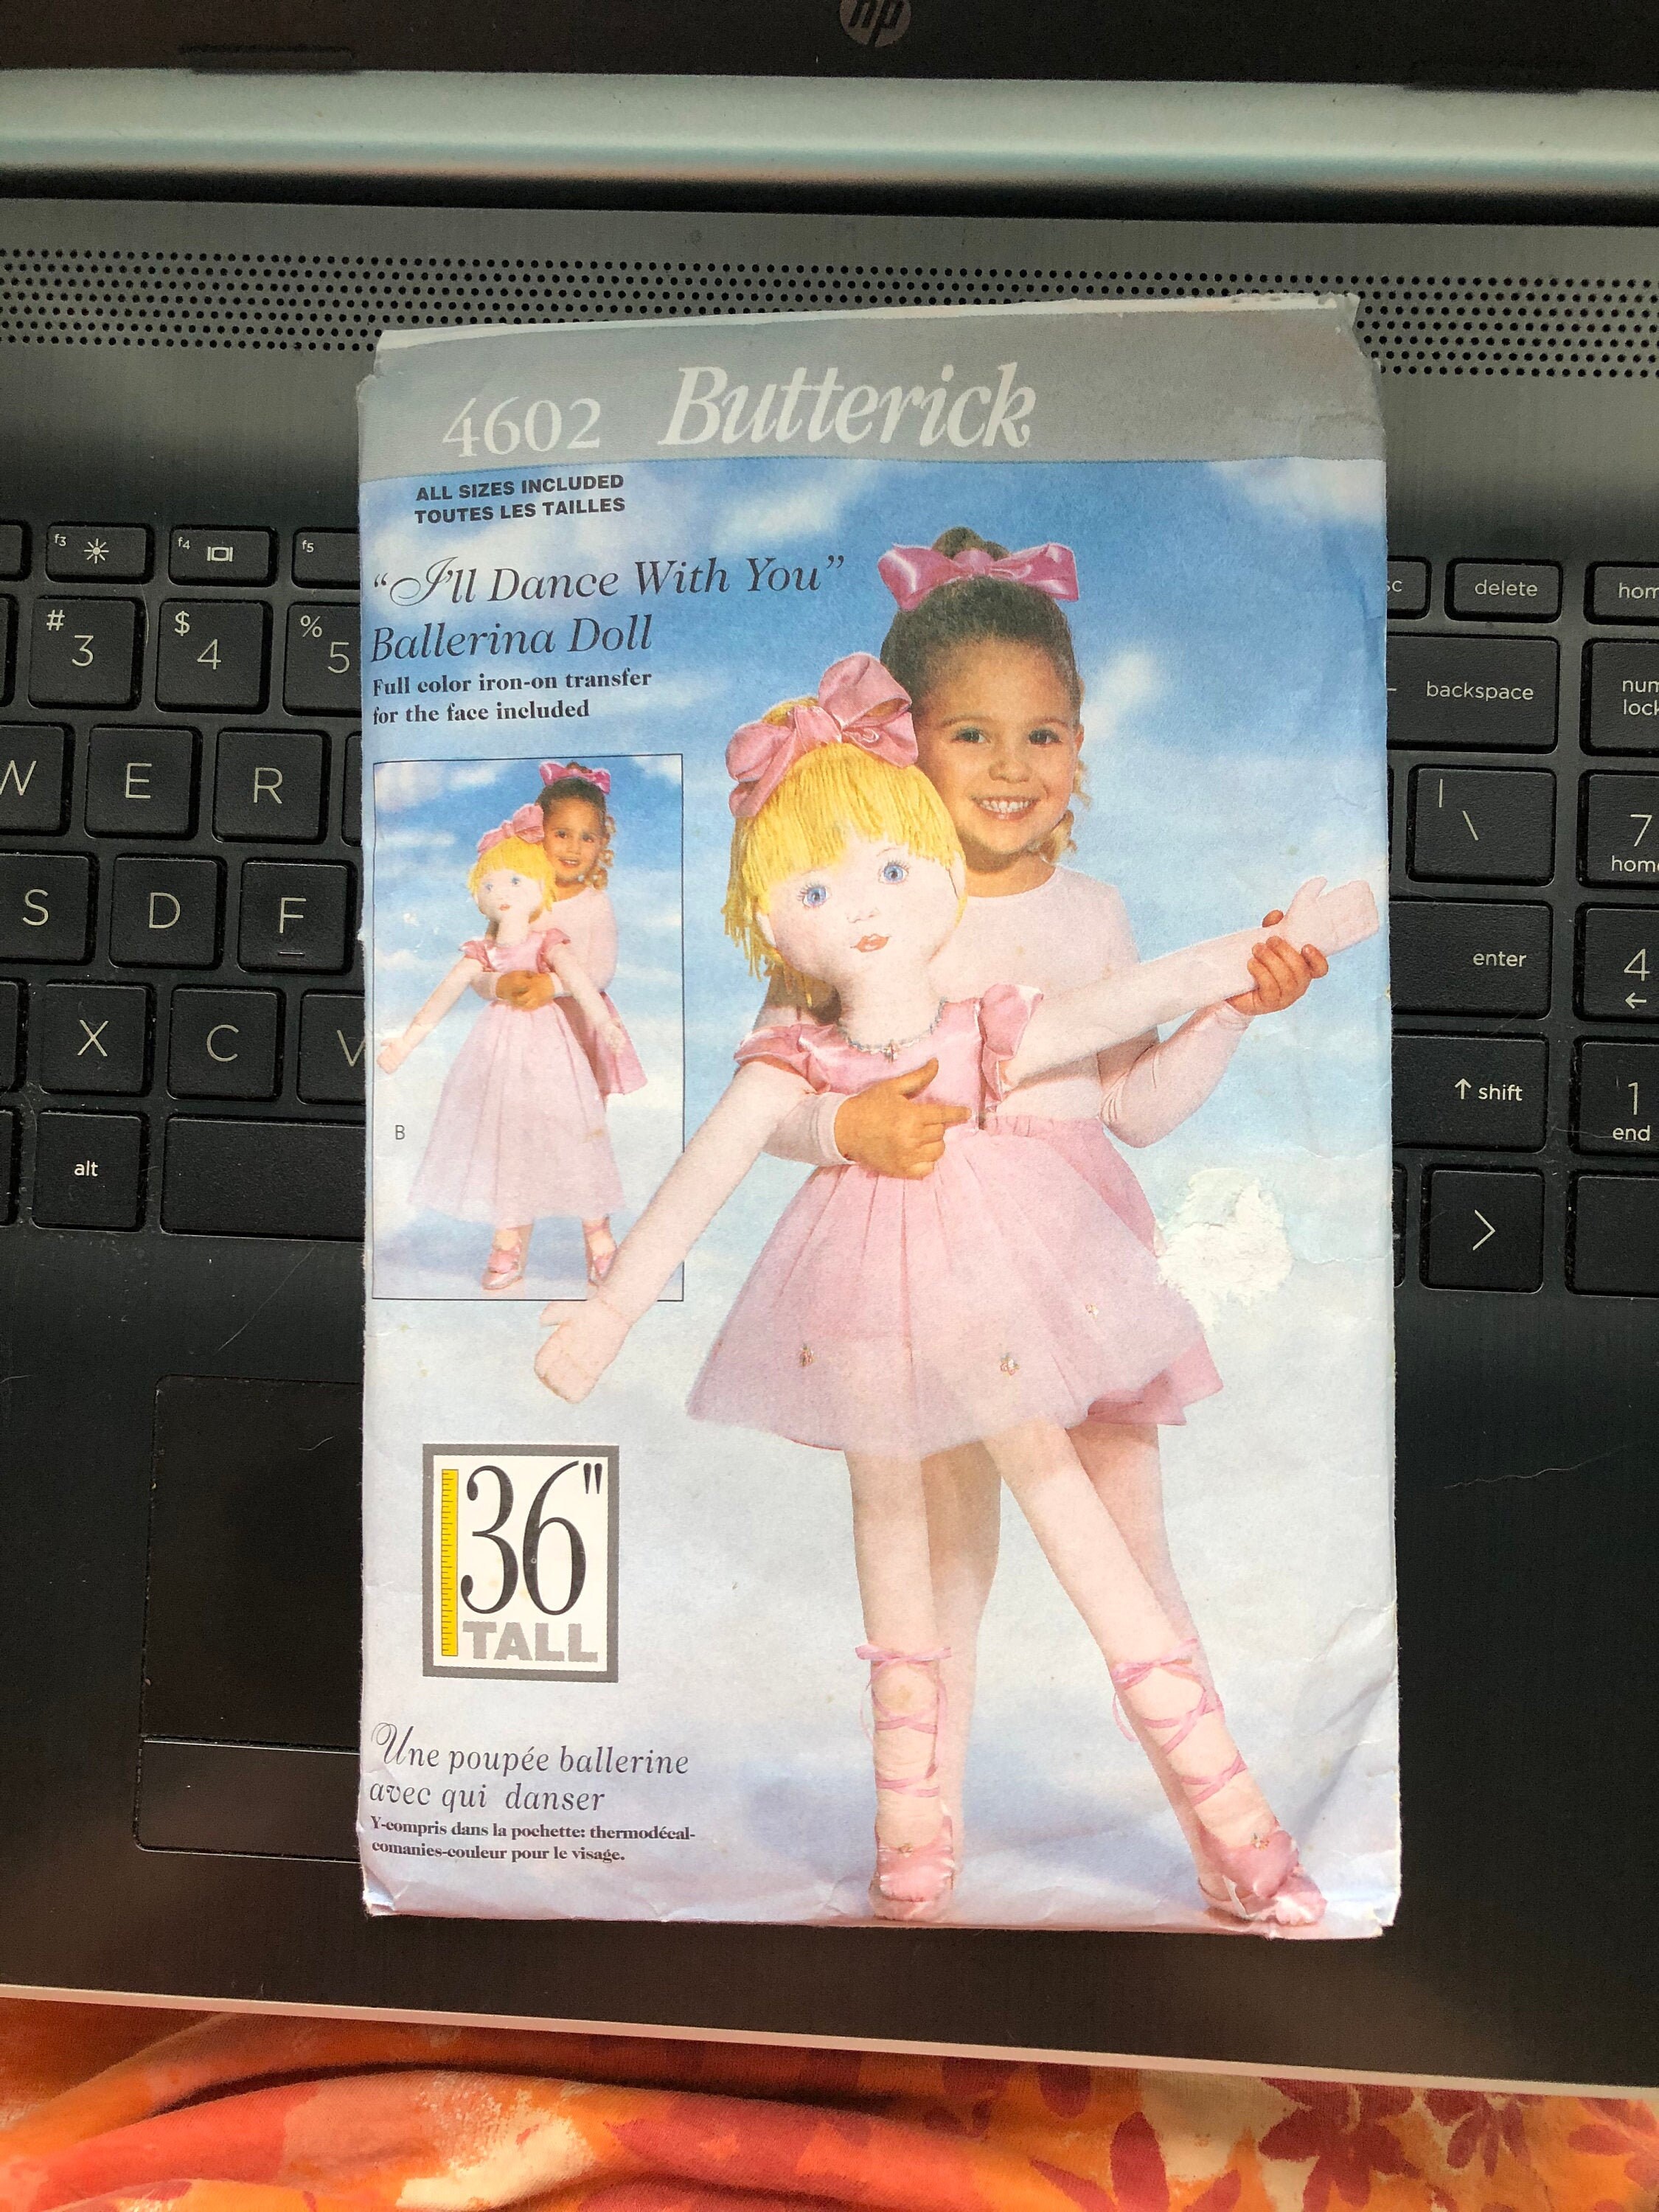 hp
4602 Butterick
ALL SIZES INCLUDED
TOUTES LES TAILLES
“I'll Dance With You”
Ballerina Doll
Full color iron-on transfer
for the face included
B
36"
TALL
Une poupée ballerine
avec qui danser
Y-compris dans la pochette: thermodécal-
comanies-couleur pour le visage.
f3
f4
f5
delete
# 3
$ 4
% 5
backspace
W
E
R
| \
7
S
D
F
enter
4
←
X
C
V
↑ shift
1
end
alt
>